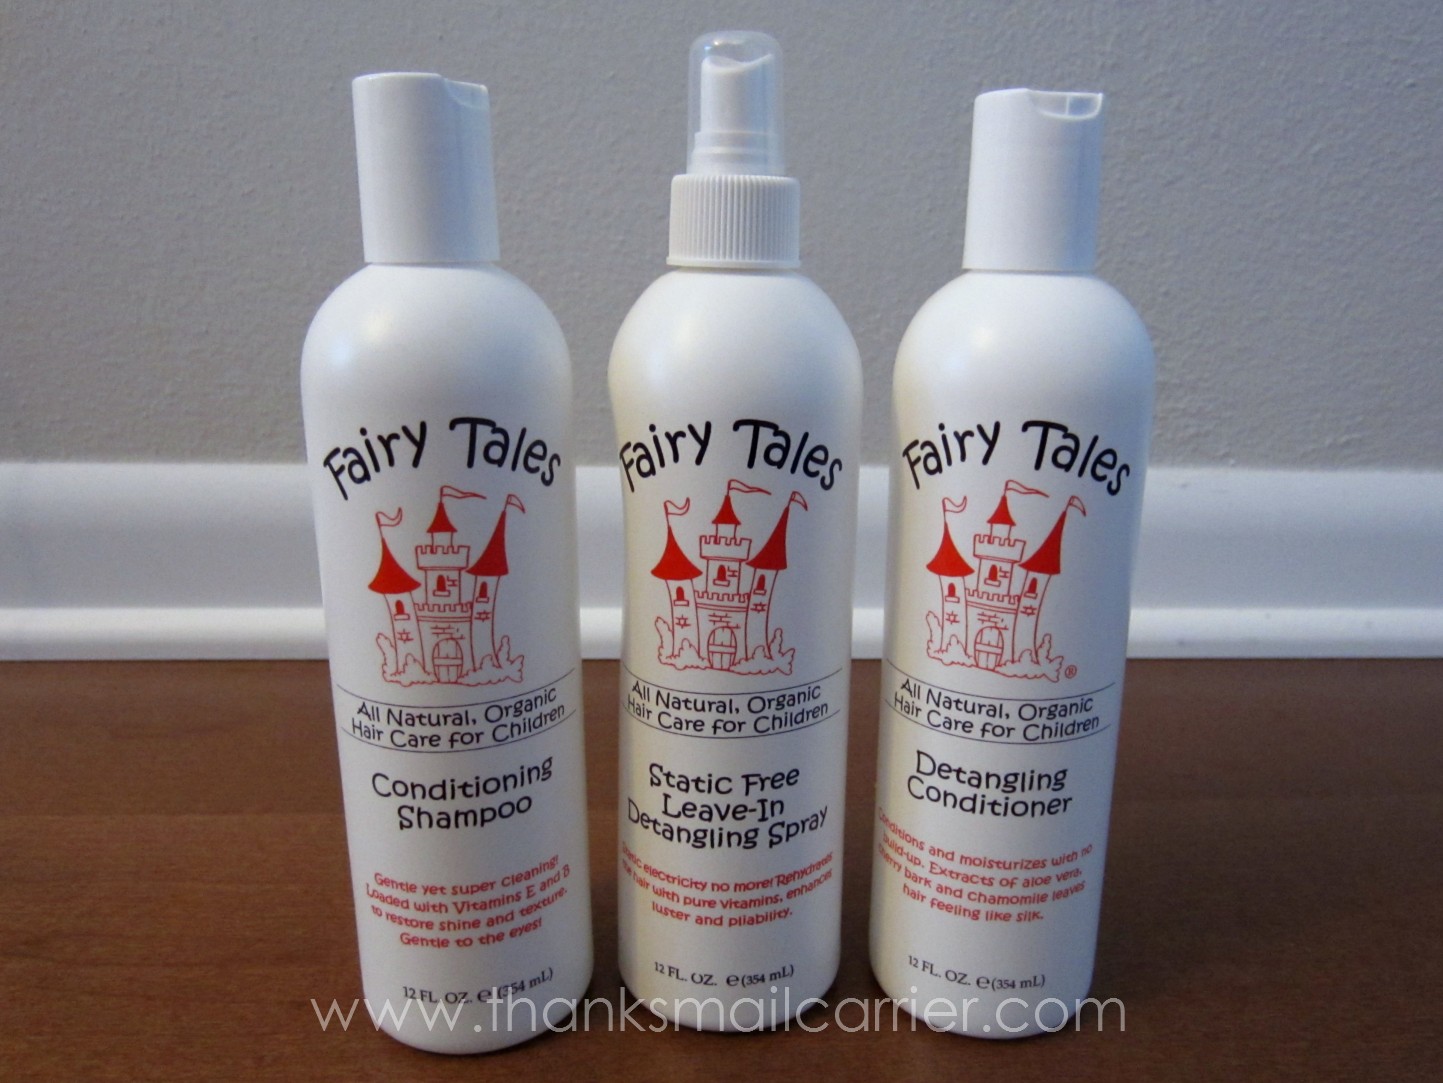 Fairy Tales
All Natural, Organic
Hair Care for Children
Conditioning
Shampoo
Gentle yet super cleaning!
Loaded with Vitamins E and B
to restore shine and texture.
Gentle to the eyes!
12 FL. OZ. ℮ (354 mL)
Fairy Tales
All Natural, Organic
Hair Care for Children
Static Free
Leave-In
Detangling Spray
Static electricity no more! Rehydrates
the hair with pure vitamins, enhances
luster and pliability.
12 FL. OZ. ℮ (354 mL)
Fairy Tales
®
All Natural, Organic
Hair Care for Children
Detangling
Conditioner
Conditions and moisturizes with no
build-up. Extracts of aloe vera,
cherry bark and chamomile leaves
hair feeling like silk.
12 FL. OZ. ℮ (354 mL)
www.thanksmailcarrier.com